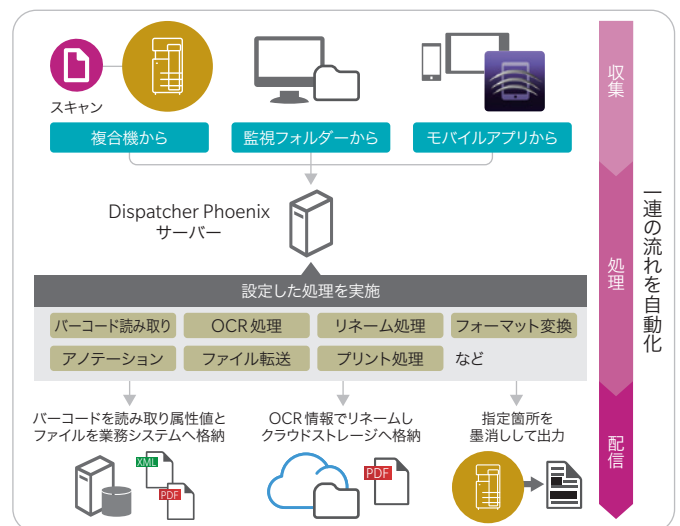 スキャン
複合機から
監視フォルダーから
モバイルアプリから
収集
Dispatcher Phoenix
サーバー
処理
一連の流れを自動化
設定した処理を実施
バーコード読み取り
OCR処理
リネーム処理
フォーマット変換
アノテーション
ファイル転送
プリント処理
など
バーコードを読み取り属性値と
ファイルを業務システムへ格納
OCR情報でリネームし
クラウドストレージへ格納
指定箇所を
墨消しして出力
配信
XML
PDF
PDF